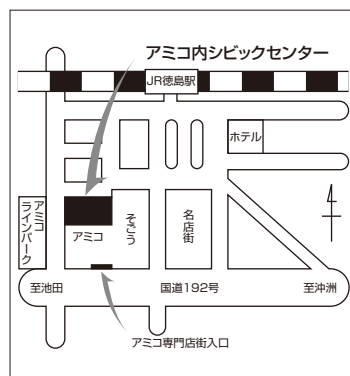 アミコ内シビックセンター
JR徳島駅
ホテル
アミコ
ラインパーク
アミコ
そごう
名店街
至池田
国道192号
至沖洲
アミコ専門店街入口